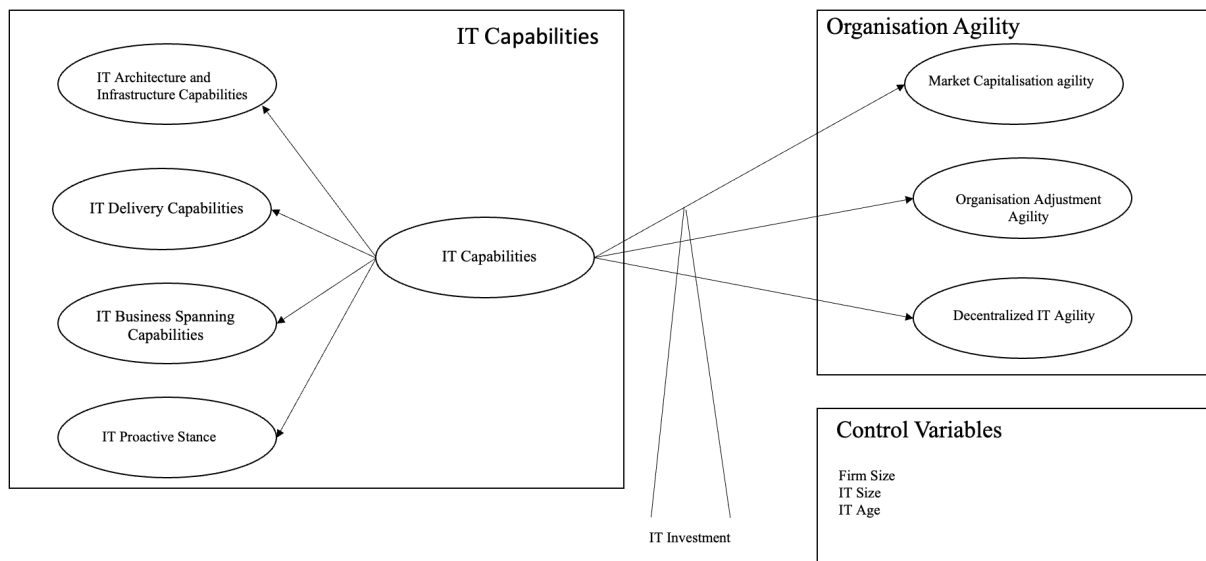 IT Capabilities
IT Architecture and
Infrastructure Capabilities
IT Delivery Capabilities
IT Business Spanning
Capabilities
IT Proactive Stance
IT Capabilities
Organisation Agility
Market Capitalisation agility
Organisation Adjustment
Agility
Decentralized IT Agility
IT Investment
Control Variables
Firm Size
IT Size
IT Age